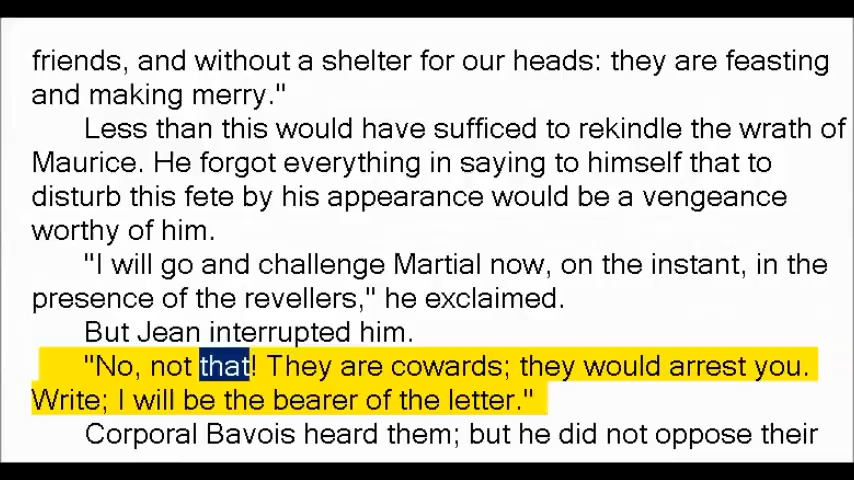 friends, and without a shelter for our heads: they are feasting
and making merry."
Less than this would have sufficed to rekindle the wrath of
Maurice. He forgot everything in saying to himself that to
disturb this fete by his appearance would be a vengeance
worthy of him.
"I will go and challenge Martial now, on the instant, in the
presence of the revellers," he exclaimed.
But Jean interrupted him.
"No, not that! They are cowards; they would arrest you.
Write; I will be the bearer of the letter."
Corporal Bavois heard them; but he did not oppose their